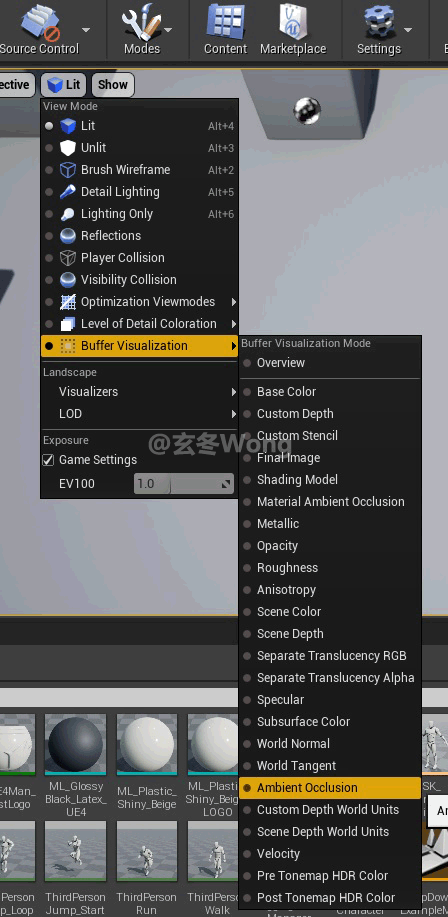 Source Control
Modes
Content
Marketplace
Settings
ective
Lit
Show
View Mode
Lit Alt+4
Unlit Alt+3
Brush Wireframe Alt+2
Detail Lighting Alt+5
Lighting Only Alt+6
Reflections
Player Collision
Visibility Collision
Optimization Viewmodes
Level of Detail Coloration
Buffer Visualization
Landscape
Visualizers
LOD
Exposure
Game Settings
EV100 1.0
Buffer Visualization Mode
Overview
Base Color
Custom Depth
Custom Stencil
Final Image
Shading Model
Material Ambient Occlusion
Metallic
Opacity
Roughness
Anisotropy
Scene Color
Scene Depth
Separate Translucency RGB
Separate Translucency Alpha
Specular
Subsurface Color
World Normal
World Tangent
Ambient Occlusion
Custom Depth World Units
Scene Depth World Units
Velocity
Pre Tonemap HDR Color
Post Tonemap HDR Color
@玄冬Wong
E4Man_
stLogo
ML_Glossy
Black_Latex_
UE4
ML_Plastic_
Shiny_Beige
ML_Plasti
Shiny_Beige
LOGO
SK_
Person
p_Loop
ThirdPerson
Jump_Start
ThirdPerson
Run
ThirdPerson
Walk